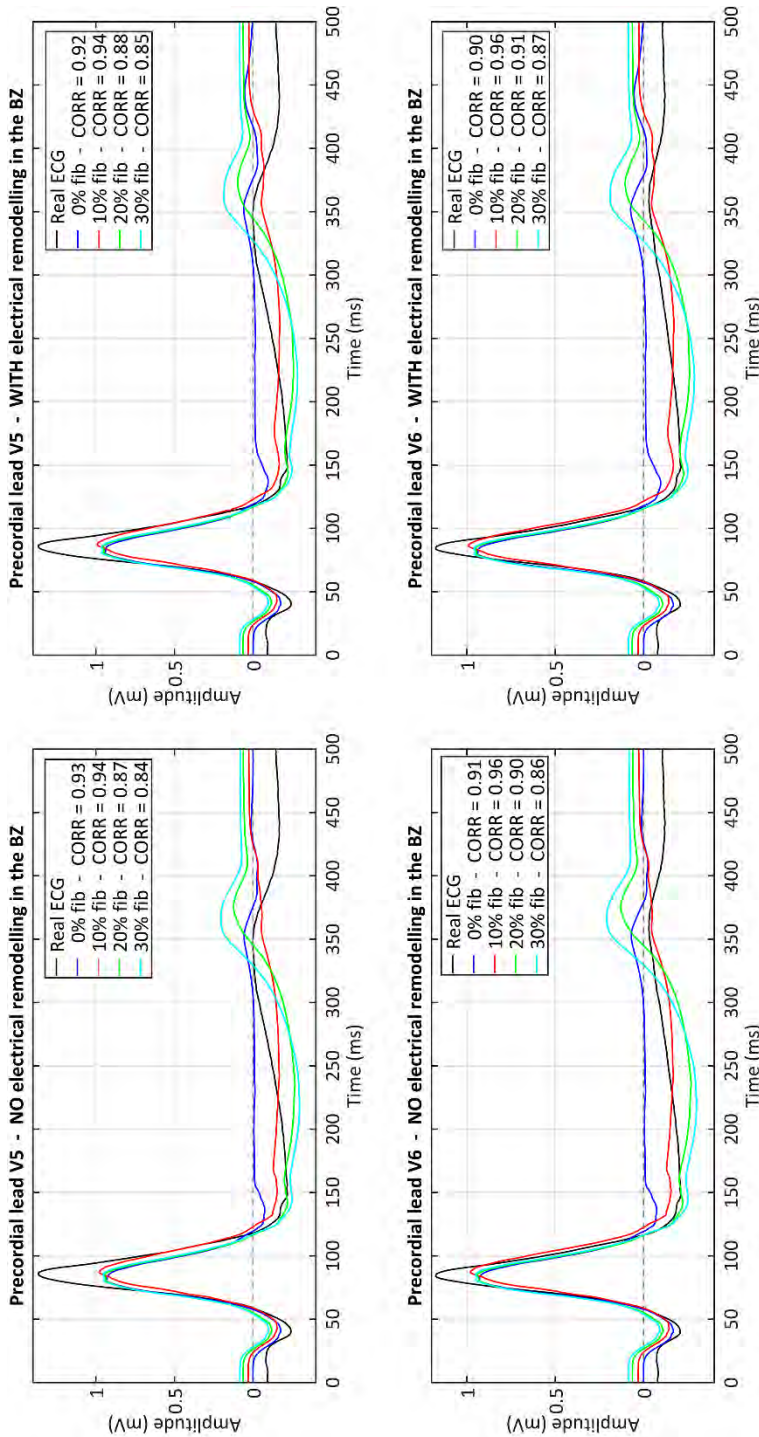 Precordial lead V5 - NO electrical remodelling in the BZ
Real ECG
0% fib - CORR = 0.93
10% fib - CORR = 0.94
20% fib - CORR = 0.87
30% fib - CORR = 0.84
Amplitude (mV)
1
0.5
0
0 50 100 150 200 250 300 350 400 450 500
Time (ms)
Precordial lead V5 - WITH electrical remodelling in the BZ
Real ECG
0% fib - CORR = 0.92
10% fib - CORR = 0.94
20% fib - CORR = 0.88
30% fib - CORR = 0.85
Amplitude (mV)
1
0.5
0
0 50 100 150 200 250 300 350 400 450 500
Time (ms)
Precordial lead V6 - NO electrical remodelling in the BZ
Real ECG
0% fib - CORR = 0.91
10% fib - CORR = 0.96
20% fib - CORR = 0.90
30% fib - CORR = 0.86
Amplitude (mV)
1
0.5
0
0 50 100 150 200 250 300 350 400 450 500
Time (ms)
Precordial lead V6 - WITH electrical remodelling in the BZ
Real ECG
0% fib - CORR = 0.90
10% fib - CORR = 0.96
20% fib - CORR = 0.91
30% fib - CORR = 0.87
Amplitude (mV)
1
0.5
0
0 50 100 150 200 250 300 350 400 450 500
Time (ms)